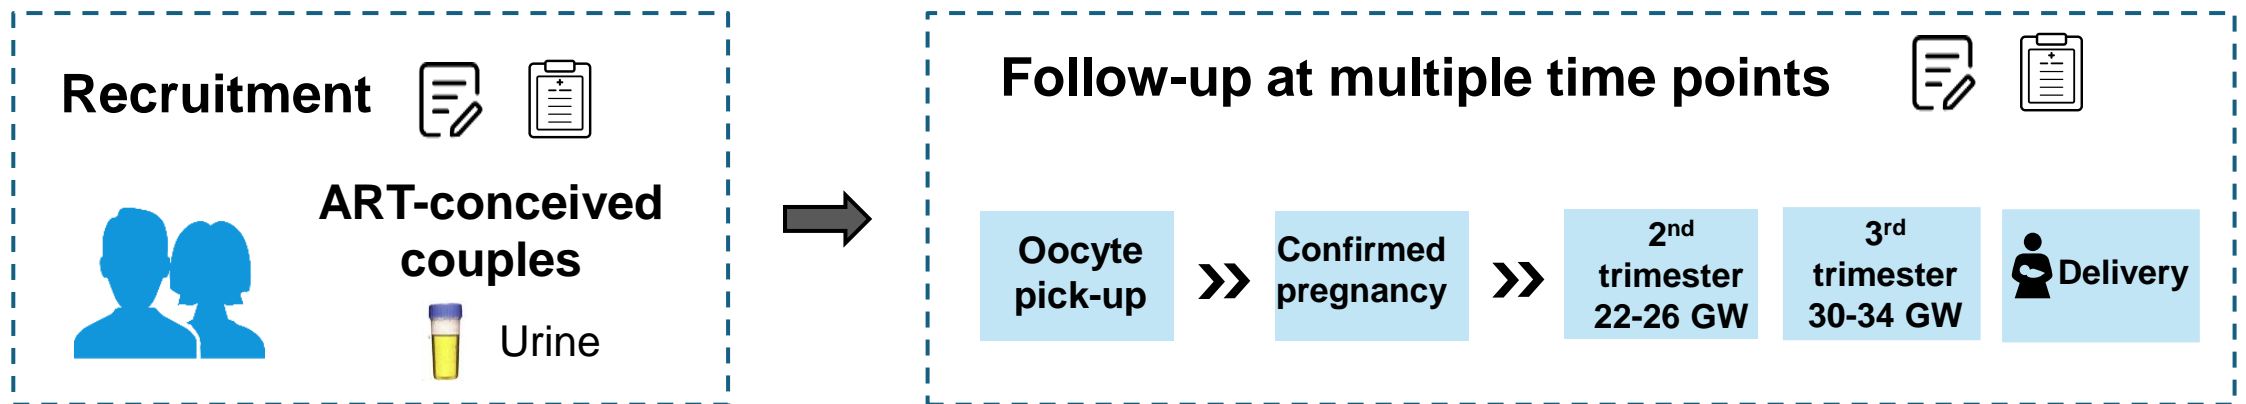 Recruitment
ART-conceived
couples
Urine
Follow-up at multiple time points
Oocyte
pick-up
Confirmed
pregnancy
2nd
trimester
22-26 GW
3rd
trimester
30-34 GW
Delivery